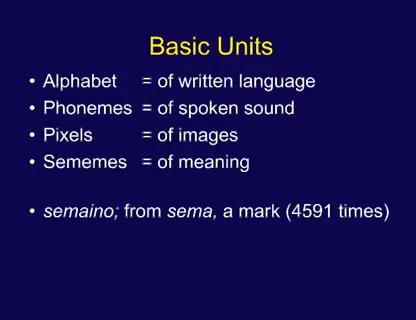 Basic Units
• Alphabet = of written language
• Phonemes = of spoken sound
• Pixels = of images
• Sememes = of meaning
• semaino; from sema, a mark (4591 times)